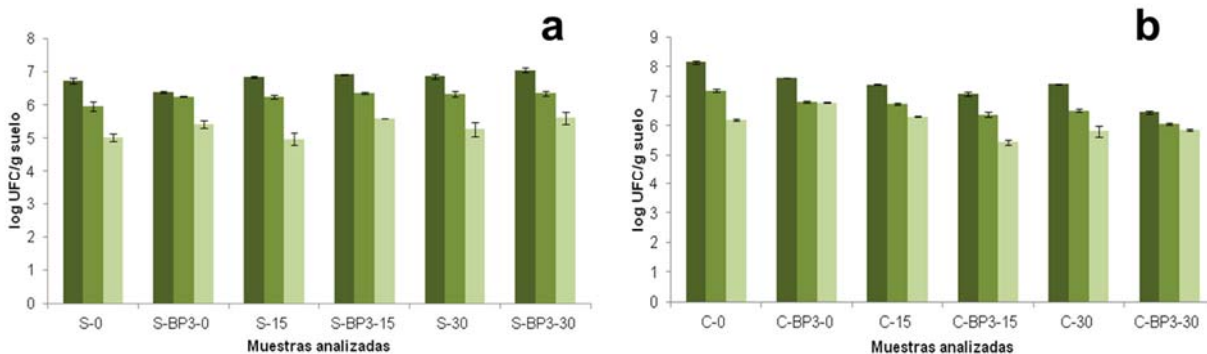 a
log UFC/g suelo
8
7
6
5
4
3
2
1
0
S-0 S-BP3-0 S-15 S-BP3-15 S-30 S-BP3-30
Muestras analizadas
b
log UFC/g suelo
9
8
7
6
5
4
3
2
1
0
C-0 C-BP3-0 C-15 C-BP3-15 C-30 C-BP3-30
Muestras analizadas